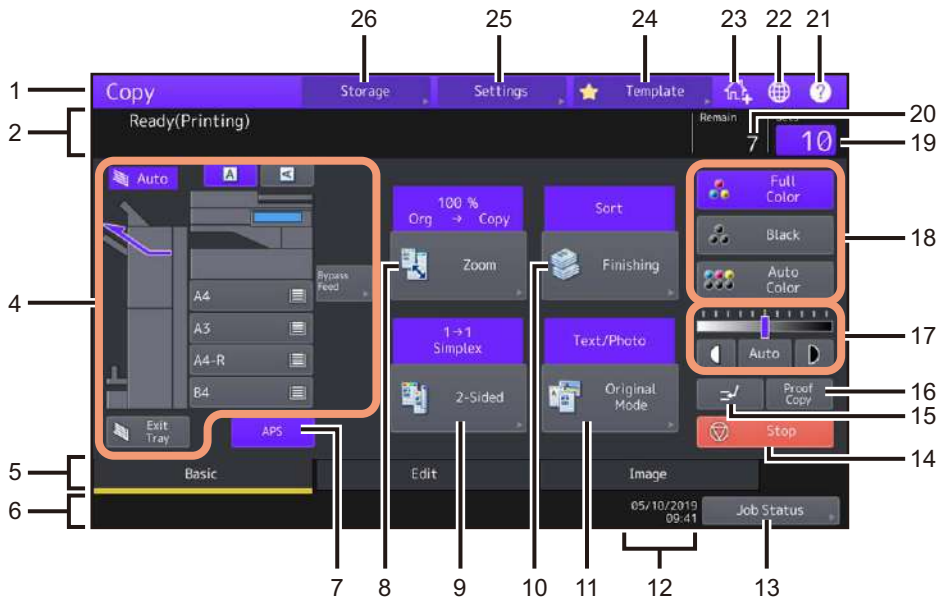 26 25 24 23 22 21
1
Copy Storage Settings Template ?
2
Ready(Printing)
Remain
7
20
10
19
Auto A A
Full
Color
Black
Auto
Color
18
100 %
Org → Copy
Zoom
Sort
Finishing
Bypass
Feed
4
A4
A3
A4-R
B4
1→1
Simplex
2-Sided
Text/Photo
Original
Mode
17
Auto
Proof
Copy
16
15
Exit
Tray
APS
Stop
14
5
Basic Edit Image
6
05/10/2019
09:41
Job Status
7 8 9 10 11 12 13